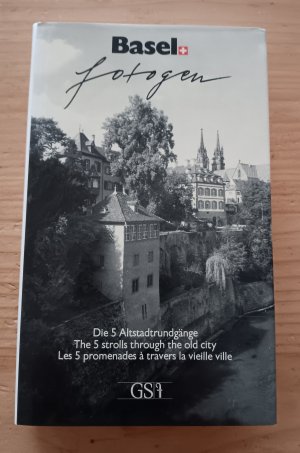 Basel
fotogen
Die 5 Altstadtrundgänge
The 5 strolls through the old city
Les 5 promenades à travers la vieille ville